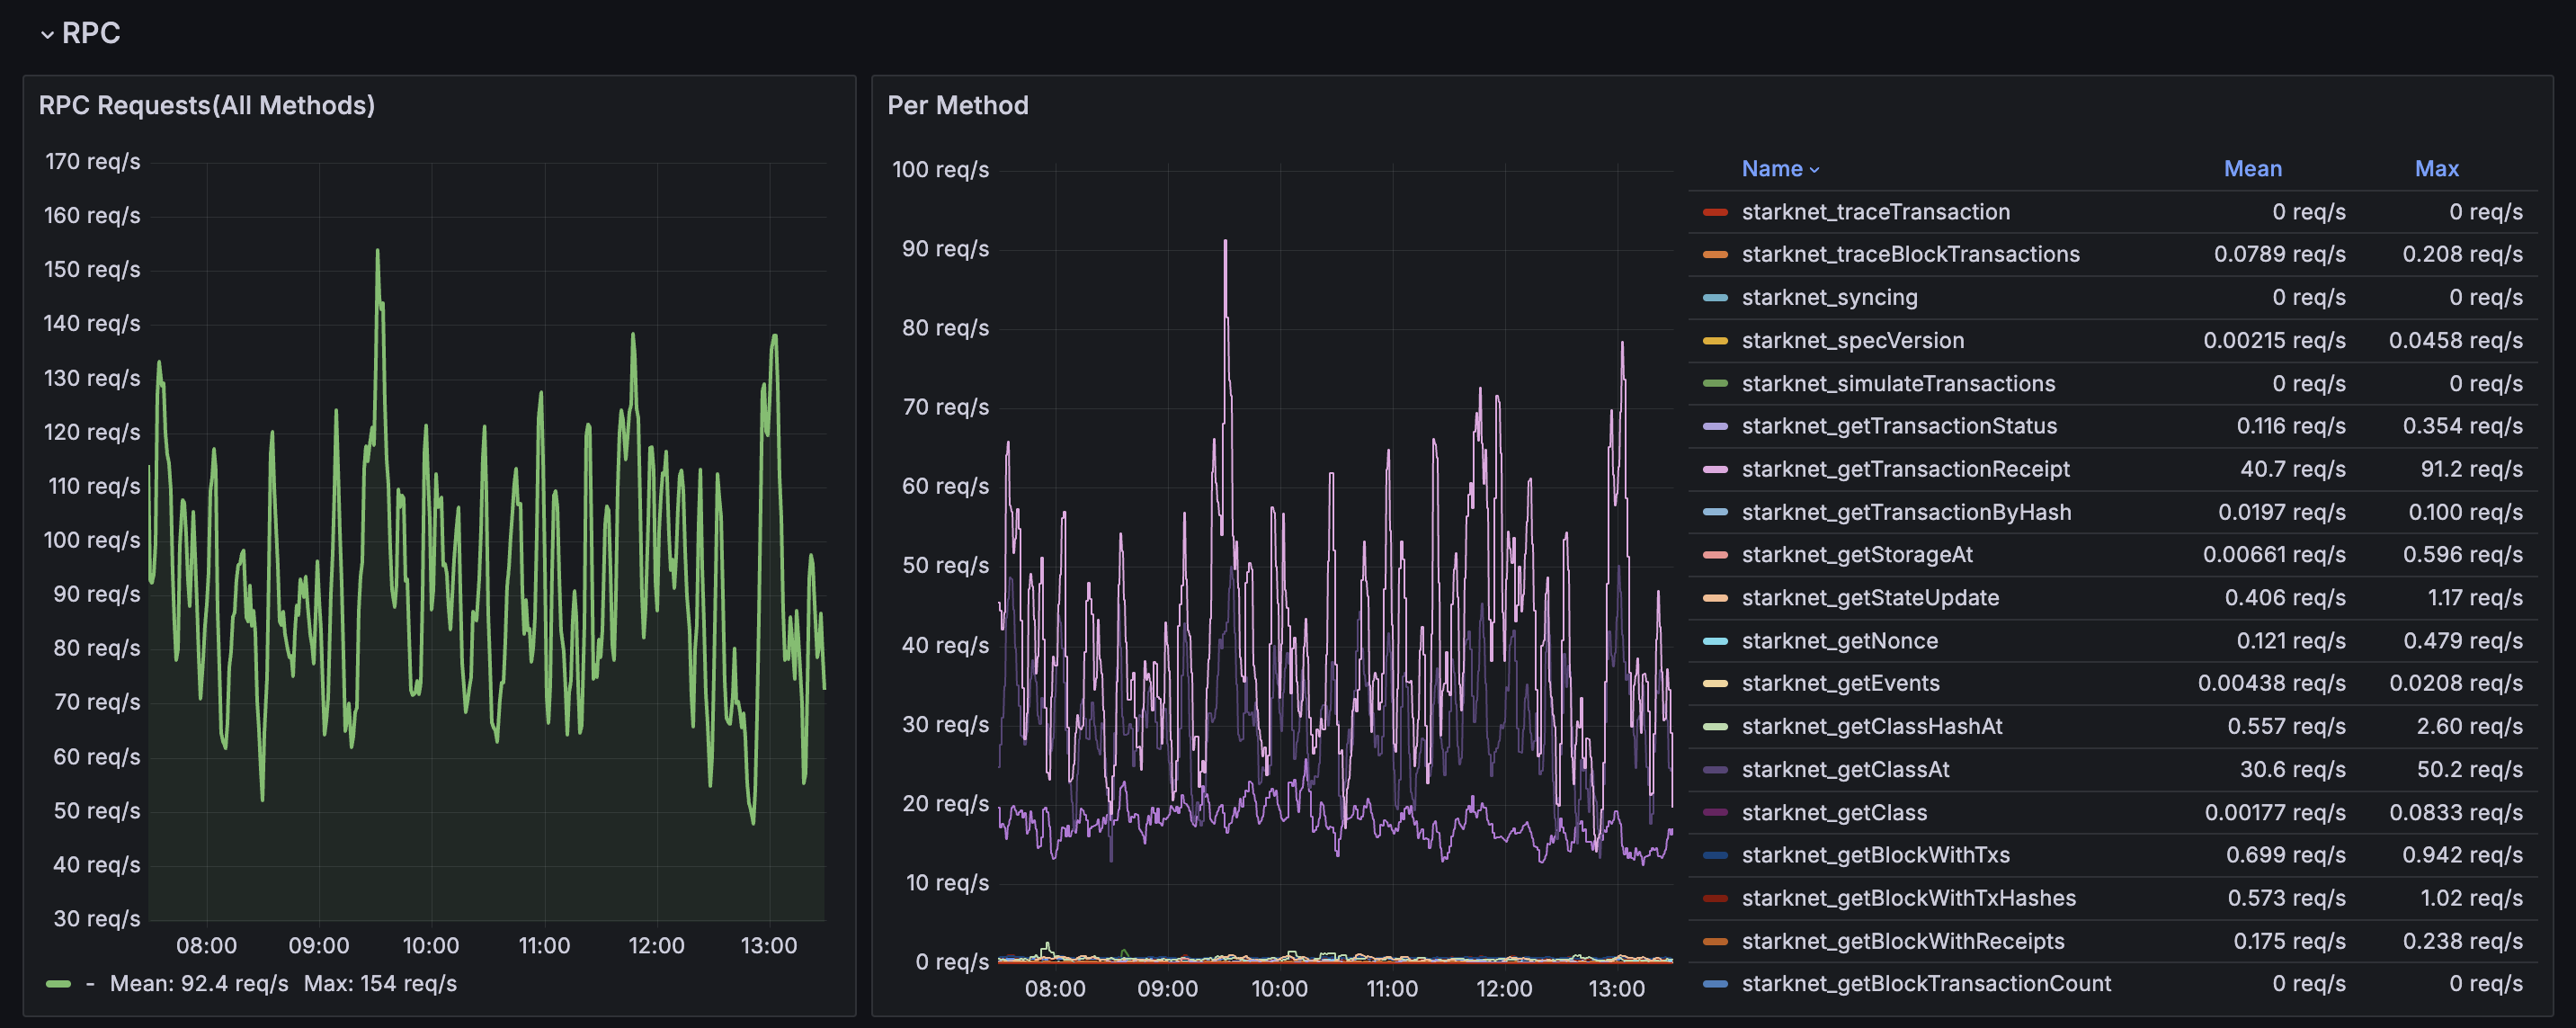 RPC
RPC Requests(All Methods)
170 req/s
160 req/s
150 req/s
140 req/s
130 req/s
120 req/s
110 req/s
100 req/s
90 req/s
80 req/s
70 req/s
60 req/s
50 req/s
40 req/s
30 req/s
08:00 09:00 10:00 11:00 12:00 13:00
- Mean: 92.4 req/s Max: 154 req/s
Per Method
100 req/s
90 req/s
80 req/s
70 req/s
60 req/s
50 req/s
40 req/s
30 req/s
20 req/s
10 req/s
0 req/s
08:00 09:00 10:00 11:00 12:00 13:00
Name Mean Max
starknet_traceTransaction 0 req/s 0 req/s
starknet_traceBlockTransactions 0.0789 req/s 0.208 req/s
starknet_syncing 0 req/s 0 req/s
starknet_specVersion 0.00215 req/s 0.0458 req/s
starknet_simulateTransactions 0 req/s 0 req/s
starknet_getTransactionStatus 0.116 req/s 0.354 req/s
starknet_getTransactionReceipt 40.7 req/s 91.2 req/s
starknet_getTransactionByHash 0.0197 req/s 0.100 req/s
starknet_getStorageAt 0.00661 req/s 0.596 req/s
starknet_getStateUpdate 0.406 req/s 1.17 req/s
starknet_getNonce 0.121 req/s 0.479 req/s
starknet_getEvents 0.00438 req/s 0.0208 req/s
starknet_getClassHashAt 0.557 req/s 2.60 req/s
starknet_getClassAt 30.6 req/s 50.2 req/s
starknet_getClass 0.00177 req/s 0.0833 req/s
starknet_getBlockWithTxs 0.699 req/s 0.942 req/s
starknet_getBlockWithTxHashes 0.573 req/s 1.02 req/s
starknet_getBlockWithReceipts 0.175 req/s 0.238 req/s
starknet_getBlockTransactionCount 0 req/s 0 req/s